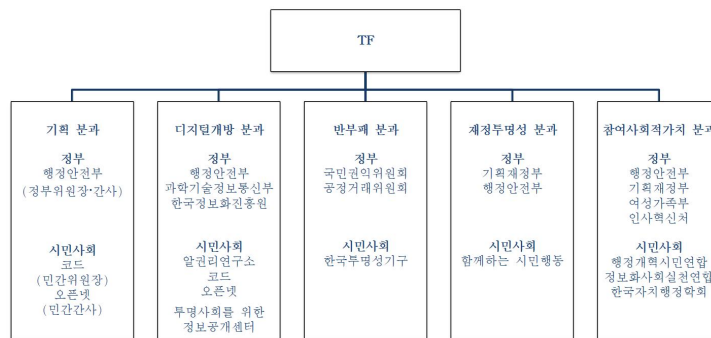 TF
기획 분과
정부
행정안전부
(정부위원장·간사)
시민사회
코드
(민간위원장)
오픈넷
(민간간사)
디지털개방 분과
정부
행정안전부
과학기술정보통신부
한국정보화진흥원
시민사회
알권리연구소
코드
오픈넷
투명사회를 위한
정보공개센터
반부패 분과
정부
국민권익위원회
공정거래위원회
시민사회
한국투명성기구
재정투명성 분과
정부
기획재정부
행정안전부
시민사회
함께하는 시민행동
참여사회적가치 분과
정부
행정안전부
기획재정부
여성가족부
인사혁신처
시민사회
행정개혁시민연합
정보화사회실천연합
한국자치행정학회